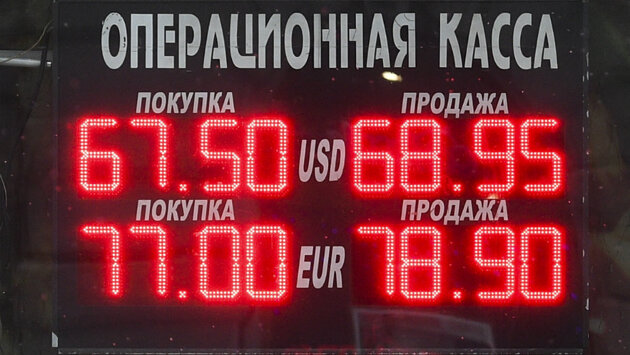 ОПЕРАЦИОННАЯ КАССА
ПОКУПКА ПРОДАЖА
67.50 USD 68.95
ПОКУПКА ПРОДАЖА
77.00 EUR 78.90